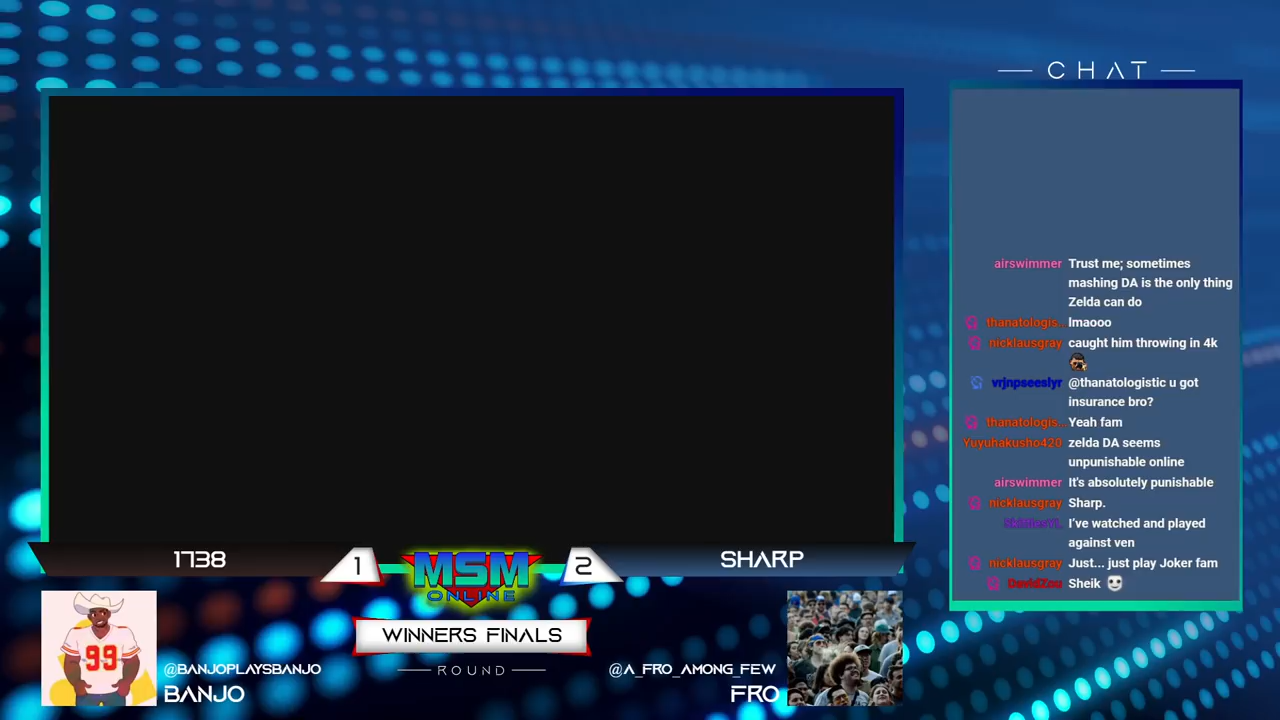 CHAT
airswimmer Trust me; sometimes
mashing DA is the only thing
Zelda can do
thanatologis... lmaooo
nicklausgray caught him throwing in 4k
vrjnpseeslyr @thanatologistic u got
insurance bro?
thanatologis... Yeah fam
Yuyuhakusho420 zelda DA seems
unpunishable online
airswimmer It's absolutely punishable
nicklausgray Sharp.
I've watched and played
against ven
nicklausgray Just... just play Joker fam
DavidZou Sheik
1738 1 MSM 2 SHARP
ONLINE
WINNERS FINALS
ROUND
@BANJOPLAYSBANJO
BANJO
@A_FRO_AMONG_FEW
FRO
99